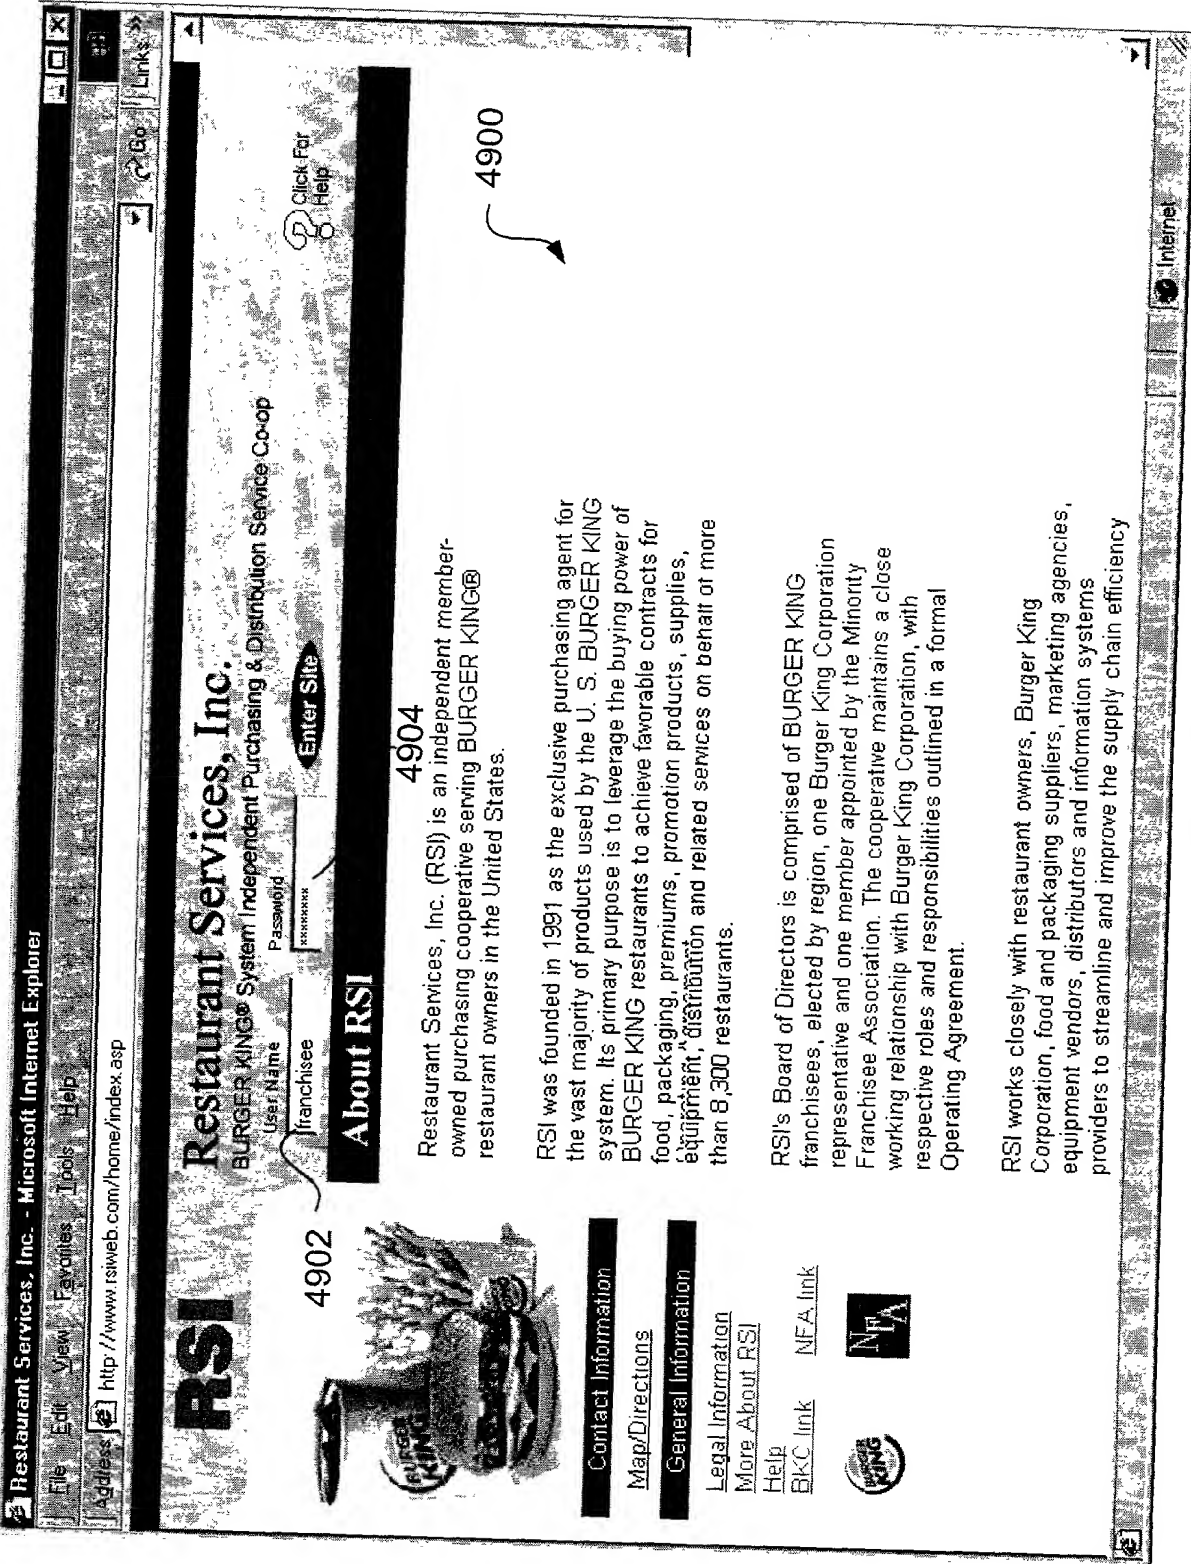 Restaurant Services, Inc. - Microsoft Internet Explorer
File Edit View Favorites Tools Help
Address http://www.rsiweb.com/home/index.asp Go Links »
RSI
Restaurant Services, Inc.
BURGER KING® System Independent Purchasing & Distribution Service Co-op
User Name Password
franchisee xxxxxxxx Enter Site Click For Help
4902
4904
4900
About RSI
BURGER KING
Contact Information
Map/Directions
General Information
Legal Information
More About RSI
Help
BKC link NFA link
BURGER KING NFA
Restaurant Services, Inc. (RSI) is an independent member-
owned purchasing cooperative serving BURGER KING®
restaurant owners in the United States.
RSI was founded in 1991 as the exclusive purchasing agent for
the vast majority of products used by the U. S. BURGER KING
system. Its primary purpose is to leverage the buying power of
BURGER KING restaurants to achieve favorable contracts for
food, packaging, premiums, promotion products, supplies,
equipment, distribution and related services on behalf of more
than 8,300 restaurants.
RSI's Board of Directors is comprised of BURGER KING
franchisees, elected by region, one Burger King Corporation
representative and one member appointed by the Minority
Franchisee Association. The cooperative maintains a close
working relationship with Burger King Corporation, with
respective roles and responsibilities outlined in a formal
Operating Agreement.
RSI works closely with restaurant owners, Burger King
Corporation, food and packaging suppliers, marketing agencies,
equipment vendors, distributors and information systems
providers to streamline and improve the supply chain efficiency
Internet